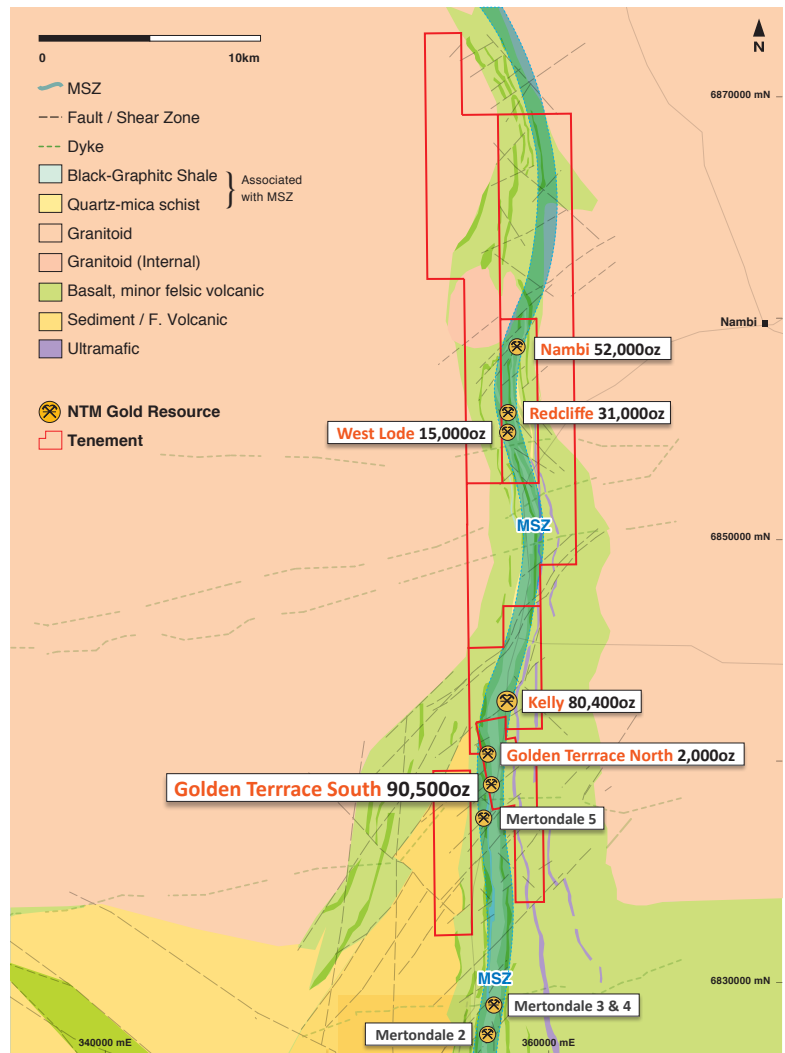 0 10km
N
MSZ
Fault / Shear Zone
Dyke
Black-Graphitc Shale
Quartz-mica schist
Associated
with MSZ
Granitoid
Granitoid (Internal)
Basalt, minor felsic volcanic
Sediment / F. Volcanic
Ultramafic
NTM Gold Resource
Tenement
6870000 mN
Nambi
Nambi 52,000oz
Redcliffe 31,000oz
West Lode 15,000oz
MSZ
6850000 mN
Kelly 80,400oz
Golden Terrrace North 2,000oz
Golden Terrrace South 90,500oz
Mertondale 5
MSZ
6830000 mN
Mertondale 3 & 4
Mertondale 2
340000 mE
360000 mE